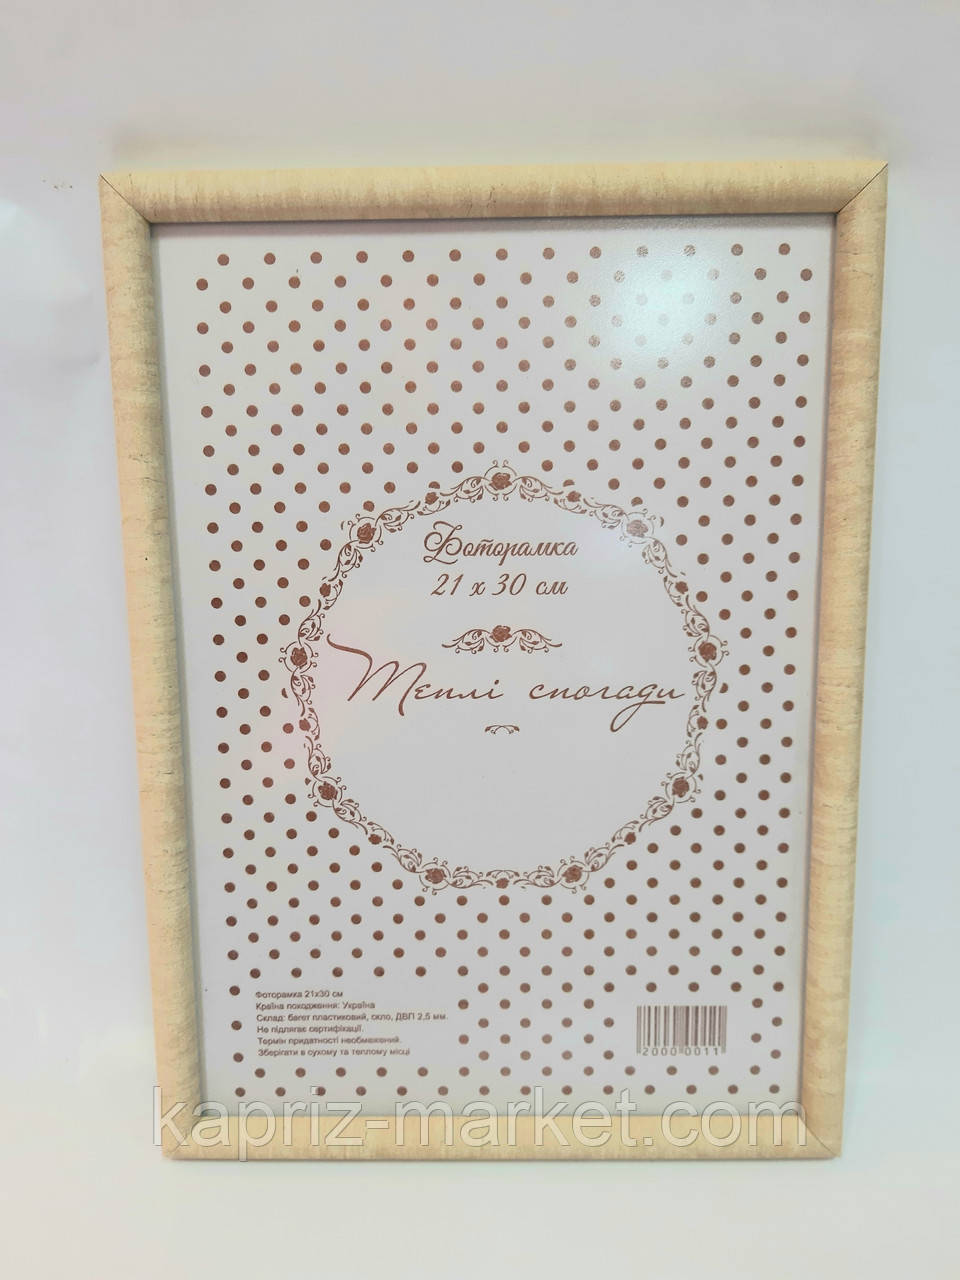 Фоторамка
21 х 30 см
Теплі спогади
Фоторамка 21х30 см
Країна походження: Україна
Склад: багет пластиковий, скло, ДВП 2,5 мм.
Не підлягає сертифікації.
Термін придатності необмежений.
Зберігати в сухому та теплому місці
2000 0011
kapriz-market.com